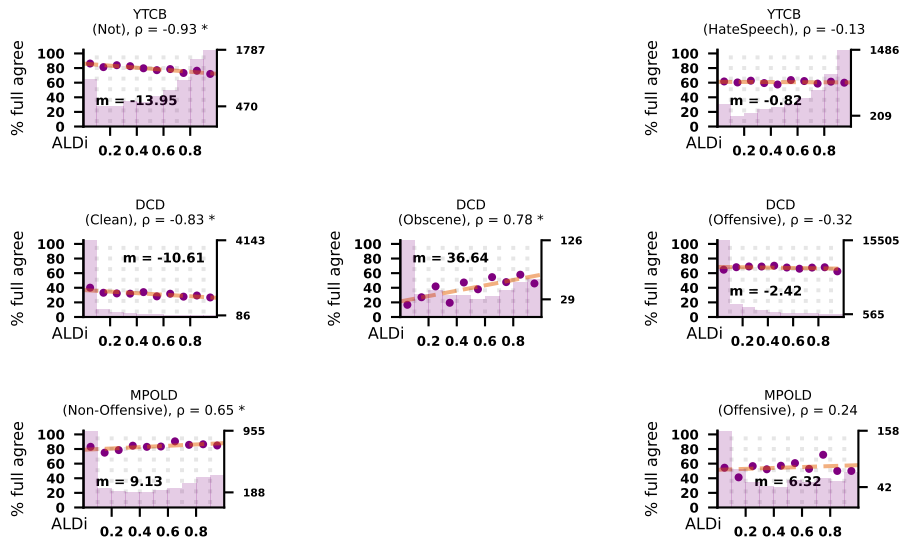 YTCB
(Not), ρ = -0.93 *
% full agree
100
80
60
40
20
0
1787
470
m = -13.95
ALDi
0.2 0.4 0.6 0.8
YTCB
(HateSpeech), ρ = -0.13
% full agree
100
80
60
40
20
0
1486
209
m = -0.82
ALDi
0.2 0.4 0.6 0.8
DCD
(Clean), ρ = -0.83 *
% full agree
100
80
60
40
20
0
4143
86
m = -10.61
ALDi
0.2 0.4 0.6 0.8
DCD
(Obscene), ρ = 0.78 *
% full agree
100
80
60
40
20
0
126
29
m = 36.64
ALDi
0.2 0.4 0.6 0.8
DCD
(Offensive), ρ = -0.32
% full agree
100
80
60
40
20
0
15505
565
m = -2.42
ALDi
0.2 0.4 0.6 0.8
MPOLD
(Non-Offensive), ρ = 0.65 *
% full agree
100
80
60
40
20
0
955
188
m = 9.13
ALDi
0.2 0.4 0.6 0.8
MPOLD
(Offensive), ρ = 0.24
% full agree
100
80
60
40
20
0
158
42
m = 6.32
ALDi
0.2 0.4 0.6 0.8